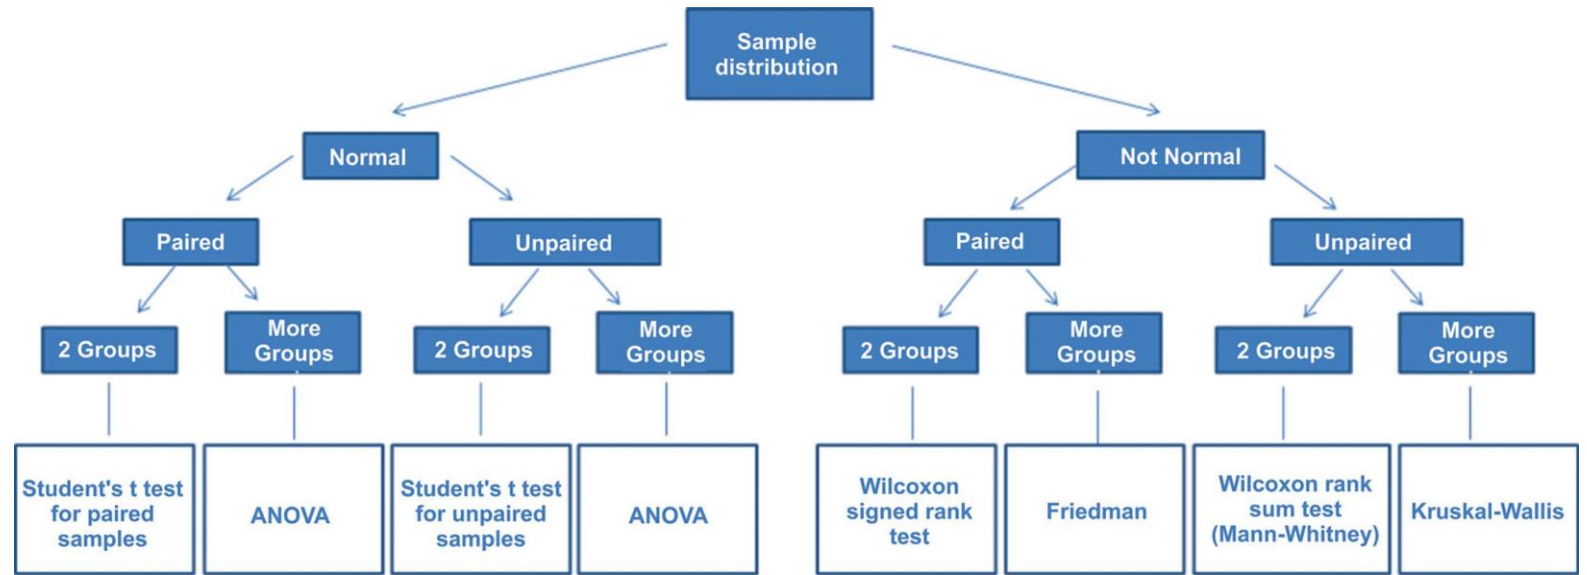 Sample
distribution
Normal
Not Normal
Paired
Unpaired
Paired
Unpaired
2 Groups
More
Groups
2 Groups
More
Groups
2 Groups
More
Groups
2 Groups
More
Groups
Student's t test
for paired
samples
ANOVA
Student's t test
for unpaired
samples
ANOVA
Wilcoxon
signed rank
test
Friedman
Wilcoxon rank
sum test
(Mann-Whitney)
Kruskal-Wallis